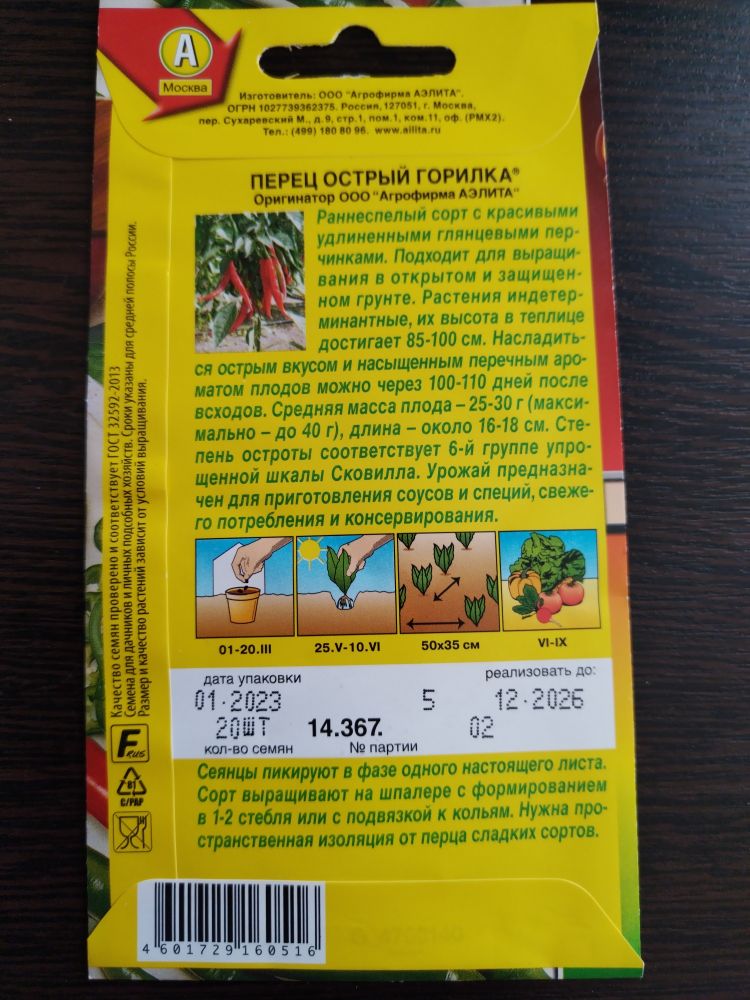 А
Москва
Изготовитель: ООО "Агрофирма АЭЛИТА".
ОГРН 1027739362375. Россия, 127051, г. Москва,
пер. Сухаревский М., д.9, стр.1, пом.1, ком.11, оф. (РМХ2).
Тел.: (499) 180 80 96. www.ailita.ru
ПЕРЕЦ ОСТРЫЙ ГОРИЛКА®
Оригинатор ООО "Агрофирма АЭЛИТА"
Раннеспелый сорт с красивыми
удлиненными глянцевыми пер-
чинками. Подходит для выращи-
вания в открытом и защищен-
ном грунте. Растения индетер-
минантные, их высота в теплице
достигает 85-100 см. Насладить-
ся острым вкусом и насыщенным перечным аро-
матом плодов можно через 100-110 дней после
всходов. Средняя масса плода – 25-30 г (макси-
мально – до 40 г), длина – около 16-18 см. Сте-
пень остроты соответствует 6-й группе упро-
щенной шкалы Сковилла. Урожай предназна-
чен для приготовления соусов и специй, свеже-
го потребления и консервирования.
01-20.III
25.V-10.VI
50х35 см
VI-IX
дата упаковки
реализовать до:
01·2023
5
12·2026
20ШТ
14.367.
02
кол-во семян
№ партии
Сеянцы пикируют в фазе одного настоящего листа.
Сорт выращивают на шпалере с формированием
в 1-2 стебля или с подвязкой к кольям. Нужна про-
странственная изоляция от перца сладких сортов.
Качество семян проверено и соответствует ГОСТ 32592-2013
Семена для дачников и личных подсобных хозяйств. Сроки указаны для средней полосы России.
Размер и качество растений зависит от условий выращивания.
F RUS
81
C/PAP
4601729160516